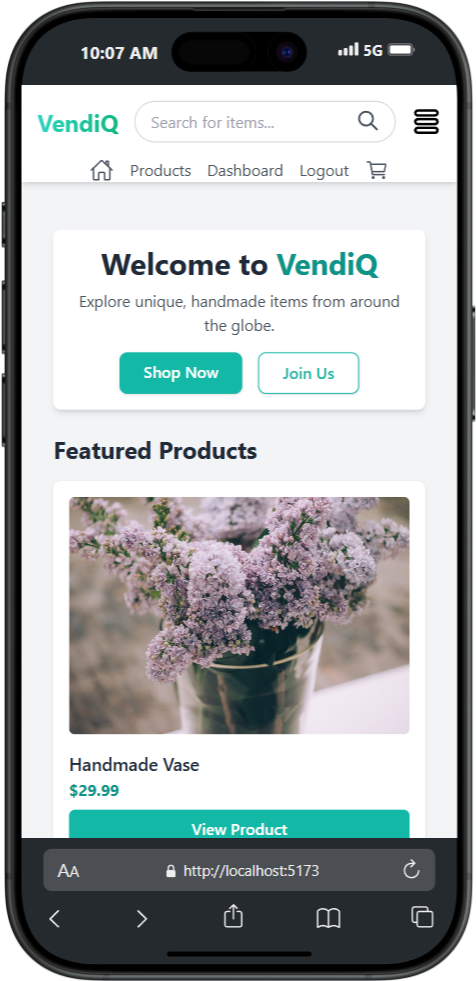 10:07 AM 5G
VendiQ Search for items...
Products Dashboard Logout
Welcome to VendiQ
Explore unique, handmade items from around
the globe.
Shop Now Join Us
Featured Products
Handmade Vase
$29.99
View Product
AA http://localhost:5173